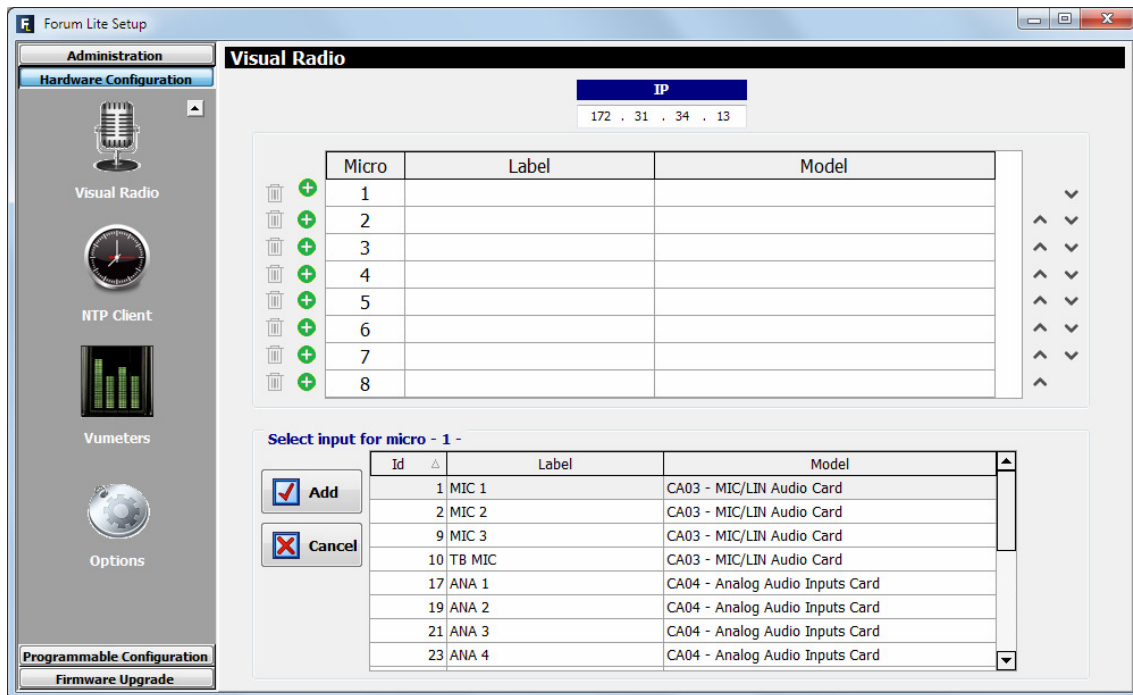 Forum Lite Setup
Administration
Hardware Configuration
Visual Radio
NTP Client
Vumeters
Options
Programmable Configuration
Firmware Upgrade
Visual Radio
IP
172 . 31 . 34 . 13
Micro Label Model
1
2
3
4
5
6
7
8
Select input for micro - 1 -
Add
Cancel
Id Label Model
1 MIC 1 CA03 - MIC/LIN Audio Card
2 MIC 2 CA03 - MIC/LIN Audio Card
9 MIC 3 CA03 - MIC/LIN Audio Card
10 TB MIC CA03 - MIC/LIN Audio Card
17 ANA 1 CA04 - Analog Audio Inputs Card
19 ANA 2 CA04 - Analog Audio Inputs Card
21 ANA 3 CA04 - Analog Audio Inputs Card
23 ANA 4 CA04 - Analog Audio Inputs Card